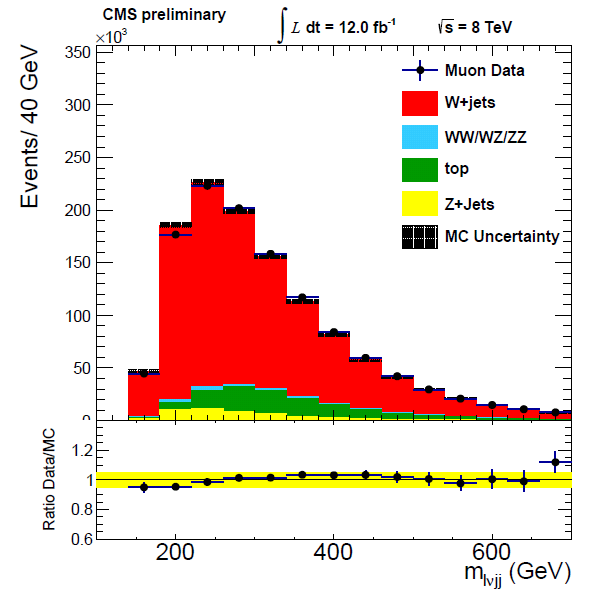 CMS preliminary
∫ L dt = 12.0 fb⁻¹
√s = 8 TeV
×10³
Events/ 40 GeV
350
300
250
200
150
100
50
0
Muon Data
W+jets
WW/WZ/ZZ
top
Z+Jets
MC Uncertainty
Ratio Date/MC
1.2
1
0.8
0.6
200
400
600
m_lνjj (GeV)